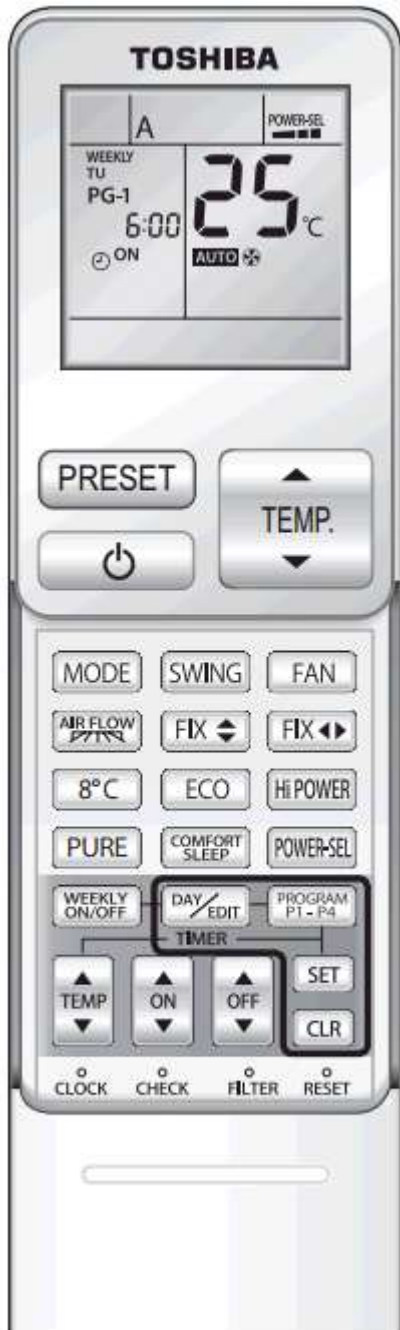 TOSHIBA
A POWER-SEL
WEEKLY
TU
PG-1
6:00
ON
25 °C
AUTO
PRESET
TEMP.
MODE SWING FAN
AIR FLOW FIX FIX
8°C ECO Hi POWER
PURE COMFORT SLEEP POWER-SEL
WEEKLY ON/OFF DAY/EDIT PROGRAM P1 - P4
TIMER
TEMP ON OFF SET
CLR
CLOCK CHECK FILTER RESET